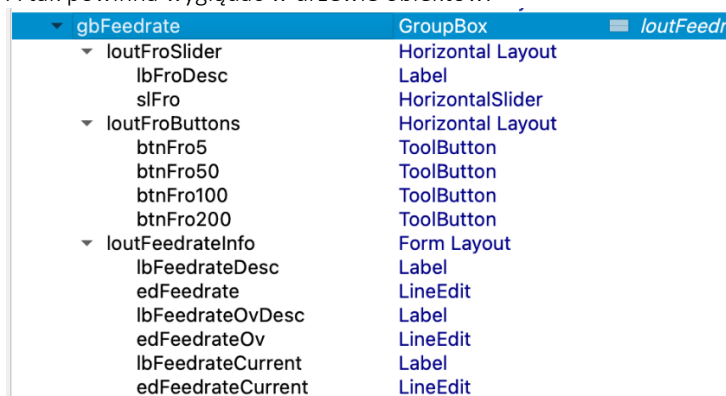 gbFeedrate GroupBox
loutFroSlider Horizontal Layout
lbFroDesc Label
slFro HorizontalSlider
loutFroButtons Horizontal Layout
btnFro5 ToolButton
btnFro50 ToolButton
btnFro100 ToolButton
btnFro200 ToolButton
loutFeedrateInfo Form Layout
lbFeedrateDesc Label
edFeedrate LineEdit
lbFeedrateOvDesc Label
edFeedrateOv LineEdit
lbFeedrateCurrent Label
edFeedrateCurrent LineEdit